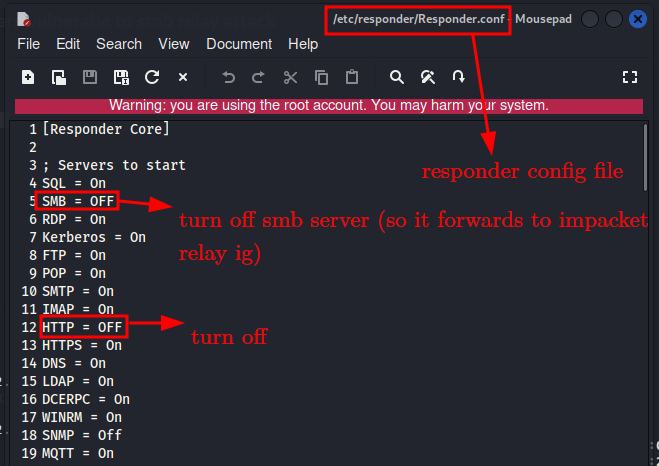 /etc/responder/Responder.conf - Mousepad
File Edit Search View Document Help
Warning: you are using the root account. You may harm your system.
1 [Responder Core]
2
3 ; Servers to start
4 SQL = On
5 SMB = OFF
6 RDP = On
7 Kerberos = On
8 FTP = On
9 POP = On
10 SMTP = On
11 IMAP = On
12 HTTP = OFF
13 HTTPS = On
14 DNS = On
15 LDAP = On
16 DCERPC = On
17 WINRM = On
18 SNMP = Off
19 MQTT = On
responder config file
turn off smb server (so it forwards to impacket
relay ig)
turn off